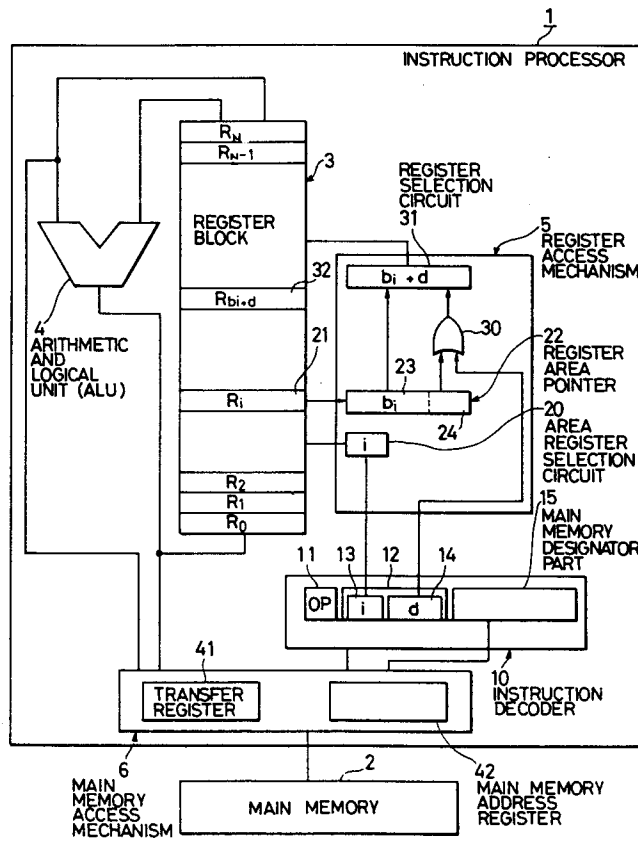 1
INSTRUCTION PROCESSOR
R_N
R_N-1
3
REGISTER
BLOCK
REGISTER
SELECTION
CIRCUIT
31
5
REGISTER
ACCESS
MECHANISM
b_i + d
32
R_bi+d
30
4
ARITHMETIC
AND
LOGICAL
UNIT (ALU)
21
R_i
23
b_i
24
22
REGISTER
AREA
POINTER
20
AREA
REGISTER
SELECTION
CIRCUIT
i
R_2
R_1
R_0
15
MAIN
MEMORY
DESIGNATOR
PART
11
13
12
14
OP
i
d
10
INSTRUCTION
DECODER
41
TRANSFER
REGISTER
6
MAIN
MEMORY
ACCESS
MECHANISM
42
MAIN MEMORY
ADDRESS
REGISTER
2
MAIN MEMORY